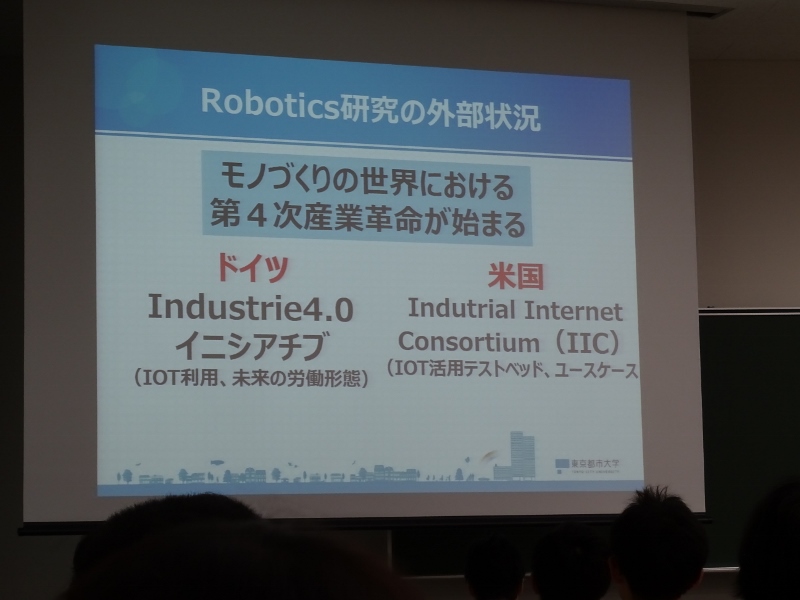 Robotics研究の外部状況
モノづくりの世界における
第４次産業革命が始まる
ドイツ
Industrie4.0
イニシアチブ
（IOT利用、未来の労働形態）
米国
Indutrial Internet
Consortium（IIC）
（IOT活用テストベッド、ユースケース
東京都市大学